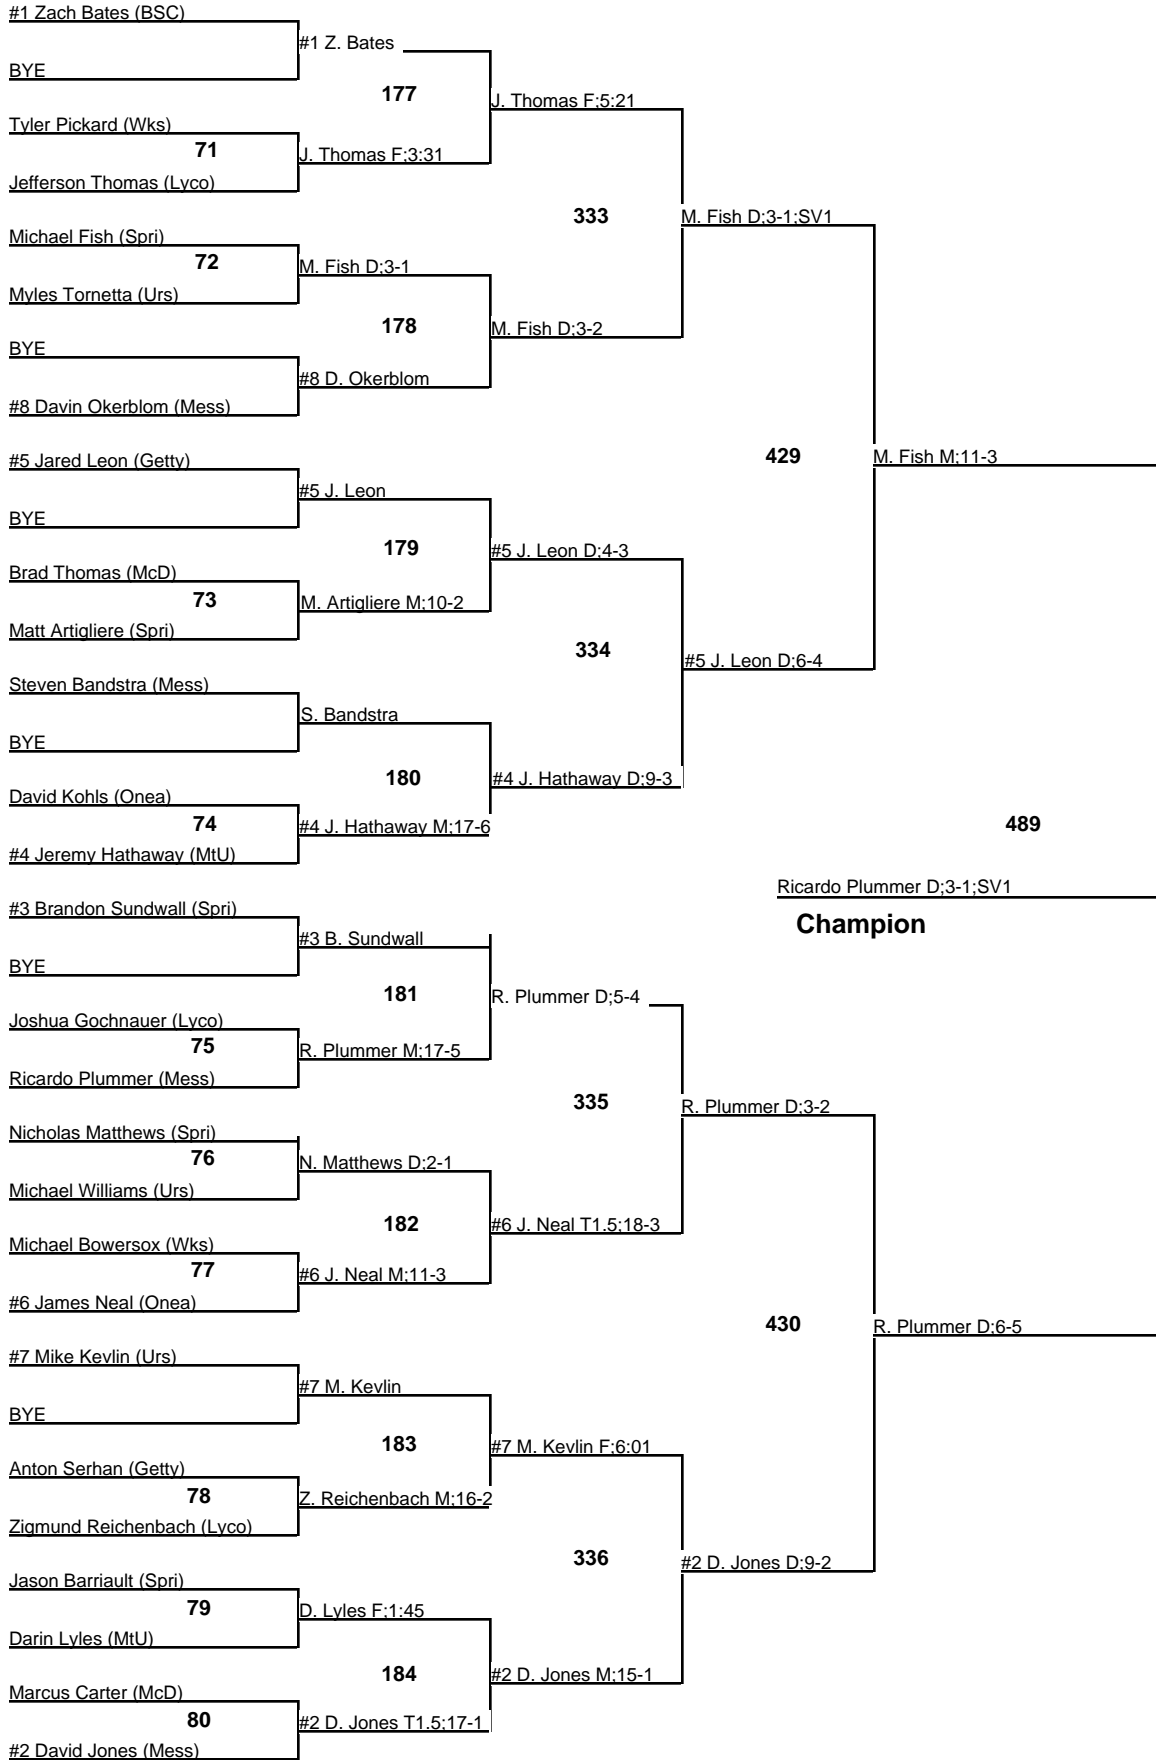 #1 Zach Bates (BSC)
#1 Z. Bates
BYE
177
J. Thomas F;5:21
Tyler Pickard (Wks)
71
J. Thomas F;3:31
Jefferson Thomas (Lyco)
333
M. Fish D;3-1;SV1
Michael Fish (Spri)
72
M. Fish D;3-1
Myles Tornetta (Urs)
178
M. Fish D;3-2
BYE
#8 D. Okerblom
#8 Davin Okerblom (Mess)
429
M. Fish M;11-3
#5 Jared Leon (Getty)
#5 J. Leon
BYE
179
#5 J. Leon D;4-3
Brad Thomas (McD)
73
M. Artigliere M;10-2
Matt Artigliere (Spri)
334
#5 J. Leon D;6-4
Steven Bandstra (Mess)
S. Bandstra
BYE
180
#4 J. Hathaway D;9-3
David Kohls (Onea)
74
#4 J. Hathaway M;17-6
#4 Jeremy Hathaway (MtU)
489
Ricardo Plummer D;3-1;SV1
Champion
#3 Brandon Sundwall (Spri)
#3 B. Sundwall
BYE
181
R. Plummer D;5-4
Joshua Gochnauer (Lyco)
75
R. Plummer M;17-5
Ricardo Plummer (Mess)
335
R. Plummer D;3-2
Nicholas Matthews (Spri)
76
N. Matthews D;2-1
Michael Williams (Urs)
182
#6 J. Neal T1.5;18-3
Michael Bowersox (Wks)
77
#6 J. Neal M;11-3
#6 James Neal (Onea)
430
R. Plummer D;6-5
#7 Mike Kevlin (Urs)
#7 M. Kevlin
BYE
183
#7 M. Kevlin F;6:01
Anton Serhan (Getty)
78
Z. Reichenbach M;16-2
Zigmund Reichenbach (Lyco)
336
#2 D. Jones D;9-2
Jason Barriault (Spri)
79
D. Lyles F;1:45
Darin Lyles (MtU)
184
#2 D. Jones M;15-1
Marcus Carter (McD)
80
#2 D. Jones T1.5;17-1
#2 David Jones (Mess)